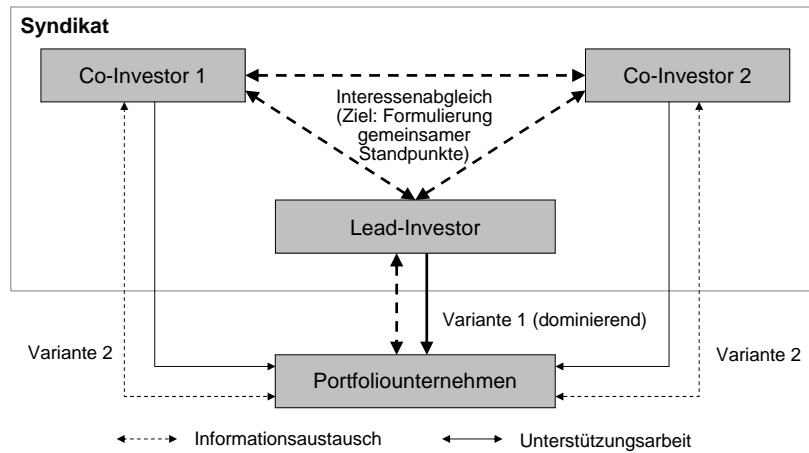 Syndikat
Co-Investor 1
Co-Investor 2
Interessenabgleich
(Ziel: Formulierung
gemeinsamer
Standpunkte)
Lead-Investor
Variante 1 (dominierend)
Variante 2
Variante 2
Portfoliounternehmen
Informationsaustausch
Unterstützungsarbeit